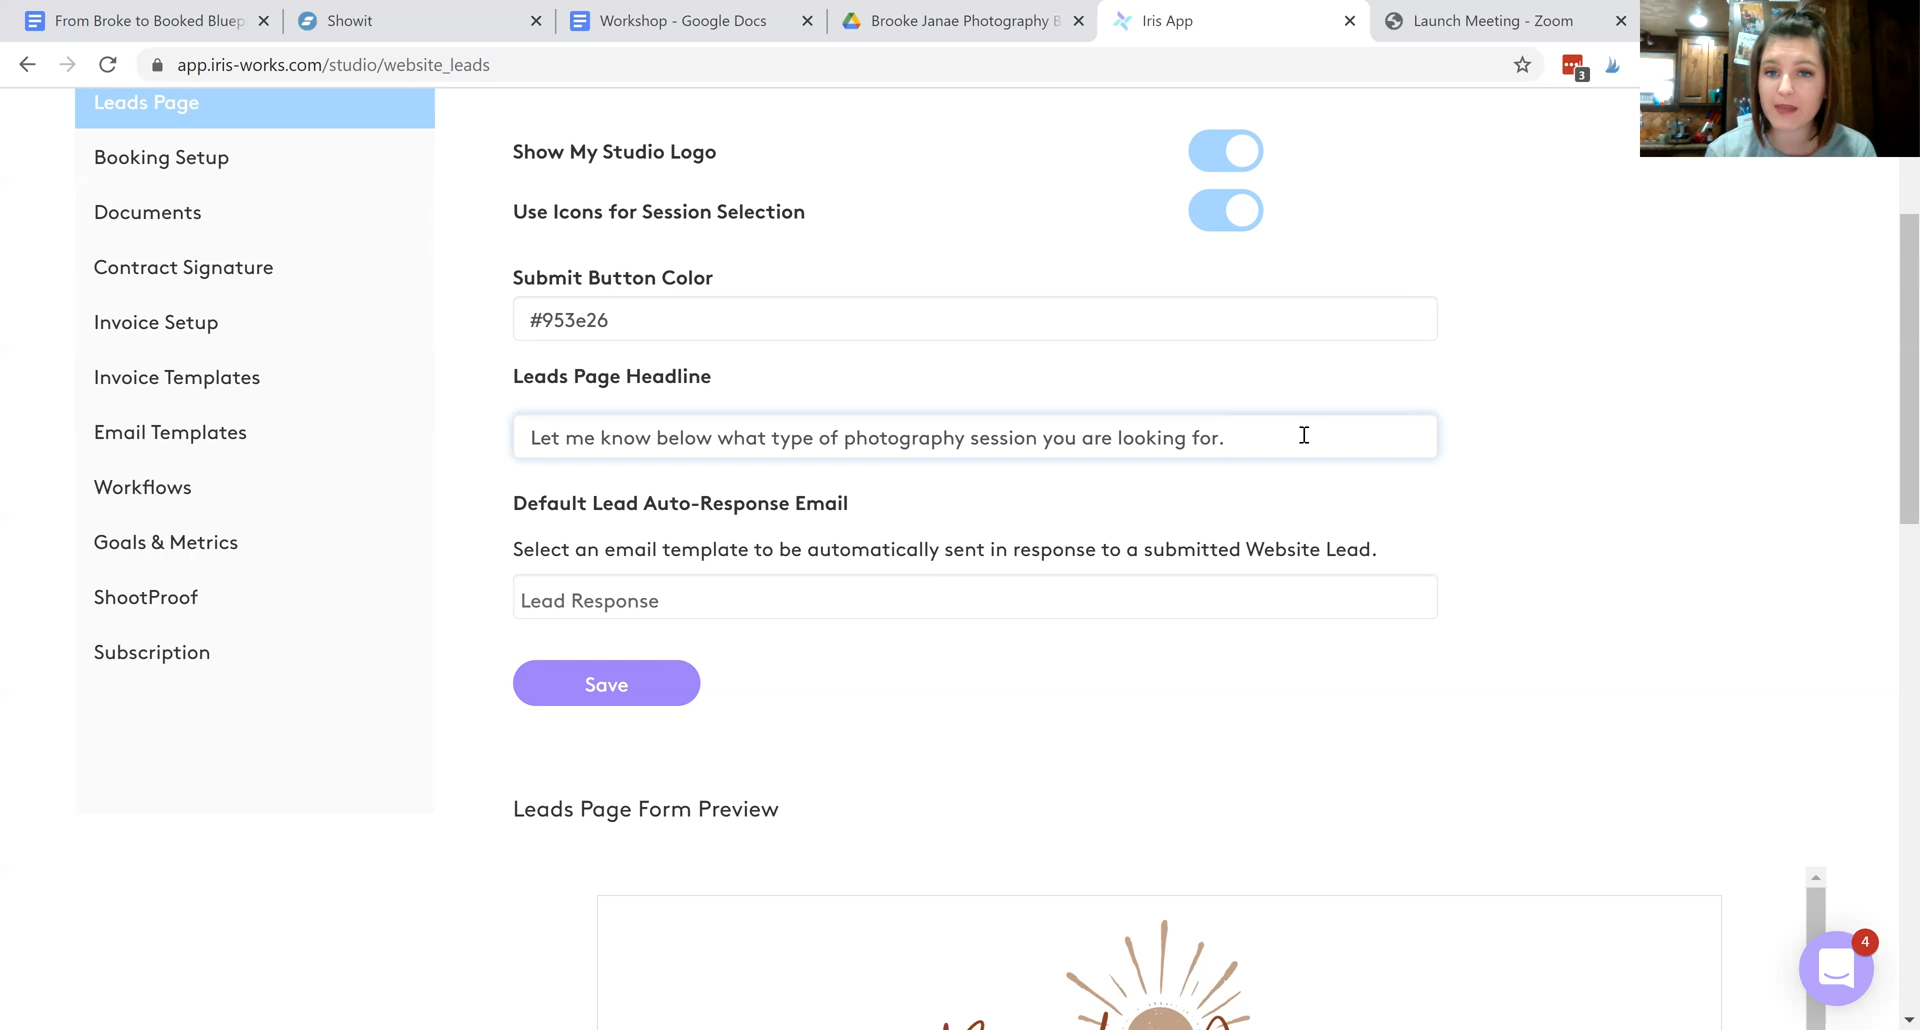 From Broke to Booked Bluep
Showit
Workshop - Google Docs
Brooke Janae Photography B
Iris App
Launch Meeting - Zoom
app.iris-works.com/studio/website_leads
3
Leads Page
Booking Setup
Documents
Contract Signature
Invoice Setup
Invoice Templates
Email Templates
Workflows
Goals & Metrics
ShootProof
Subscription
Show My Studio Logo
Use Icons for Session Selection
Submit Button Color
#953e26
Leads Page Headline
Let me know below what type of photography session you are looking for.
Default Lead Auto-Response Email
Select an email template to be automatically sent in response to a submitted Website Lead.
Lead Response
Save
Leads Page Form Preview
4